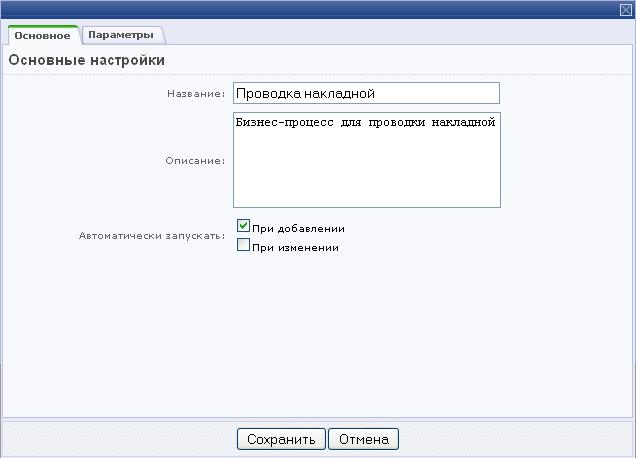 Основное Параметры
Основные настройки
Название: Проводка накладной
Описание: Бизнес-процесс для проводки накладной
Автоматически запускать: При добавлении
При изменении
Сохранить Отмена